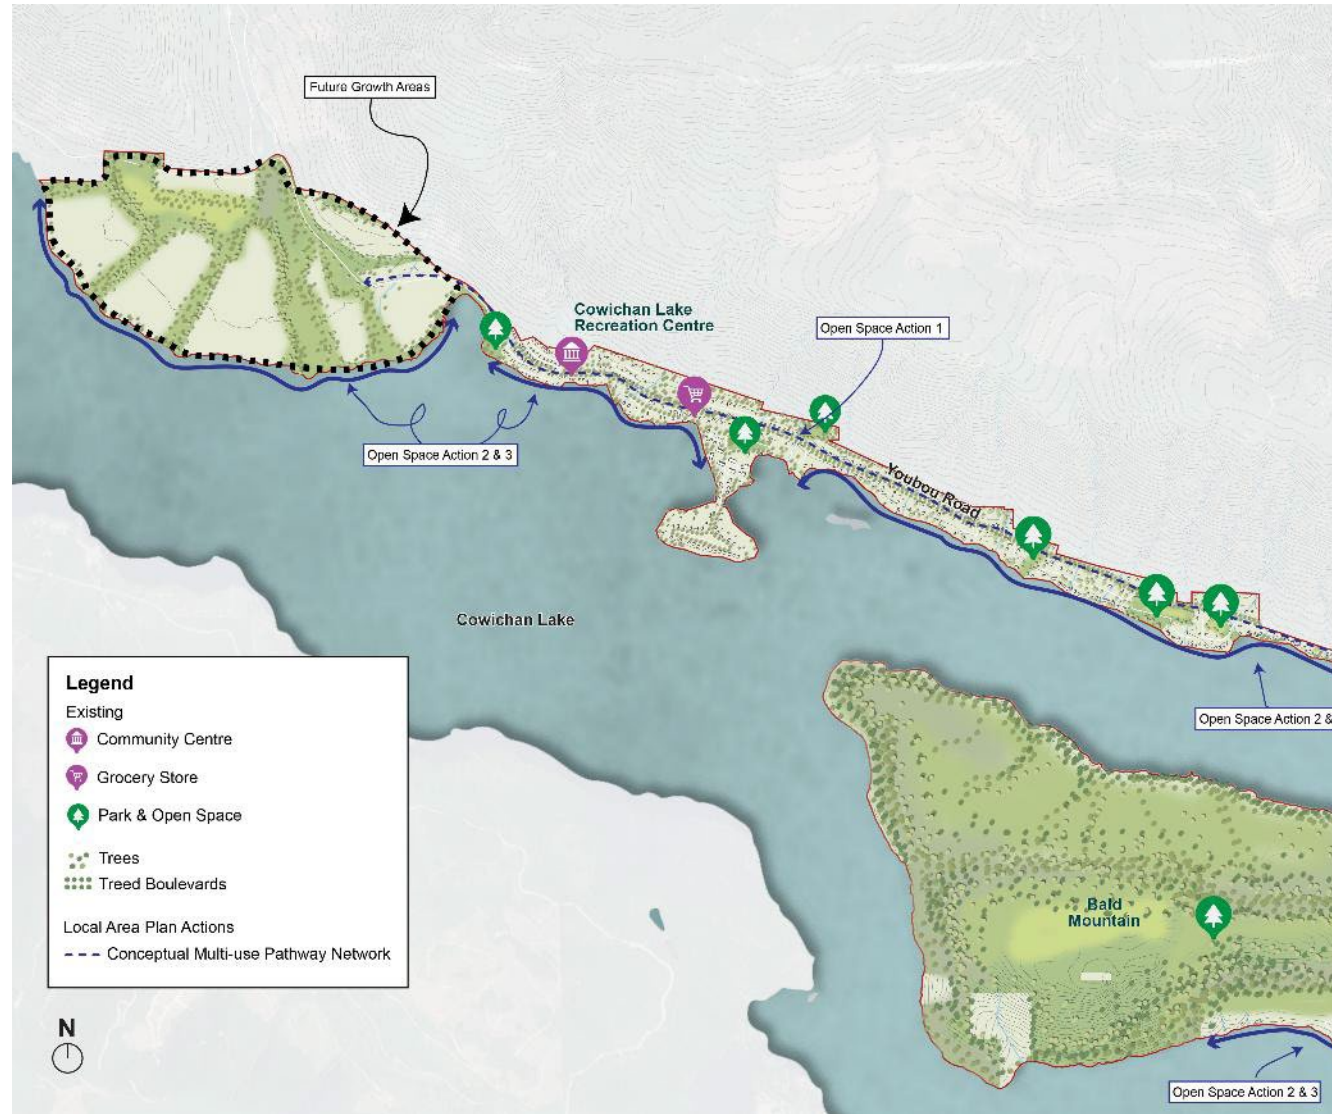 Future Growth Areas
Cowichan Lake
Recreation Centre
Open Space Action 1
Open Space Action 2 & 3
Youbou Road
Cowichan Lake
Open Space Action 2 &
Legend
Existing
Community Centre
Grocery Store
Park & Open Space
Trees
Treed Boulevards
Local Area Plan Actions
Conceptual Multi-use Pathway Network
Bald
Mountain
N
Open Space Action 2 & 3